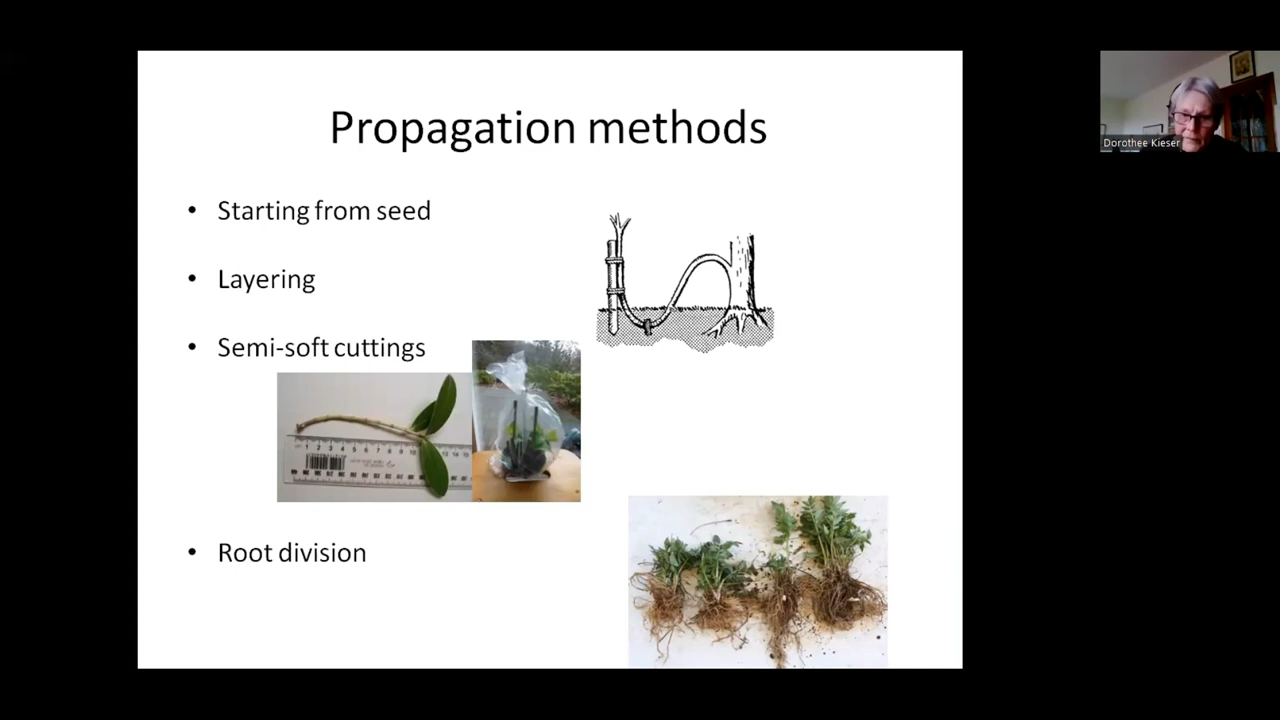 Propagation methods
• Starting from seed
• Layering
• Semi-soft cuttings
• Root division
Dorothee Kieser